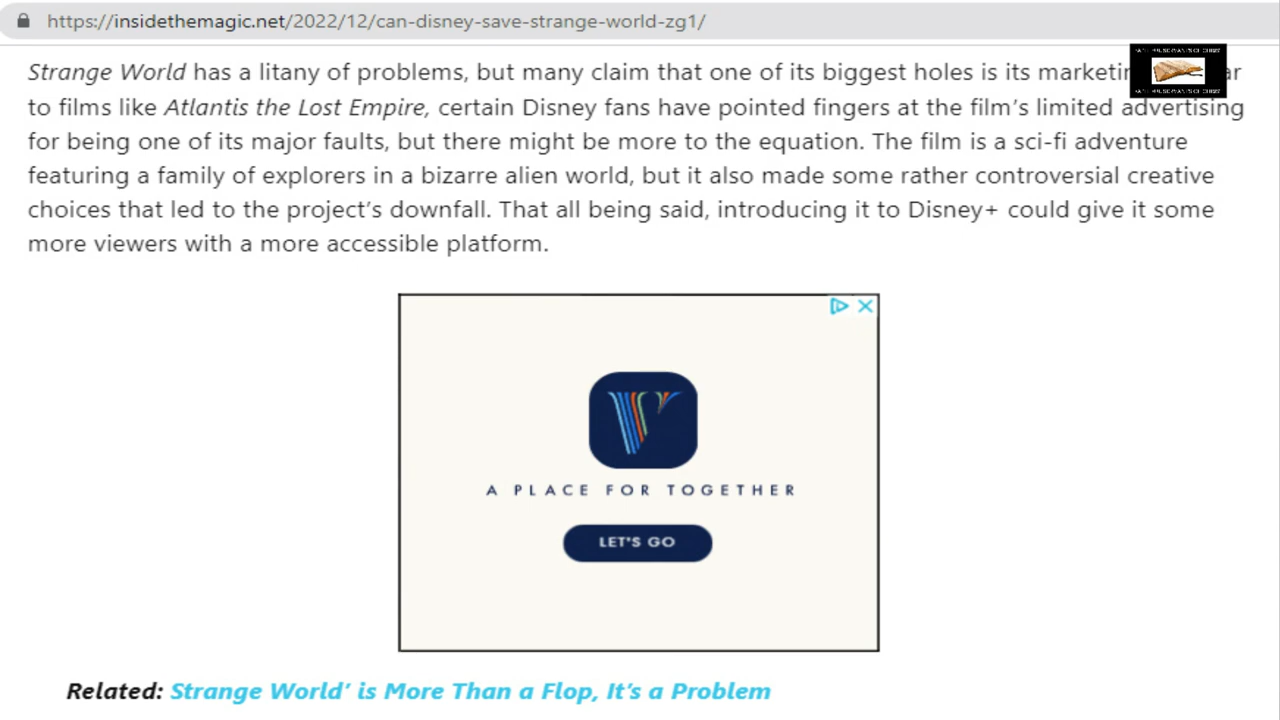 https://insidethemagic.net/2022/12/can-disney-save-strange-world-zg1/
Strange World has a litany of problems, but many claim that one of its biggest holes is its
to films like Atlantis the Lost Empire, certain Disney fans have pointed fingers at the film's limited advertising
for being one of its major faults, but there might be more to the equation. The film is a sci-fi adventure
featuring a family of explorers in a bizarre alien world, but it also made some rather controversial creative
choices that led to the project's downfall. That all being said, introducing it to Disney+ could give it some
more viewers with a more accessible platform.
A PLACE FOR TOGETHER
LET'S GO
Related: Strange World' is More Than a Flop, It's a Problem